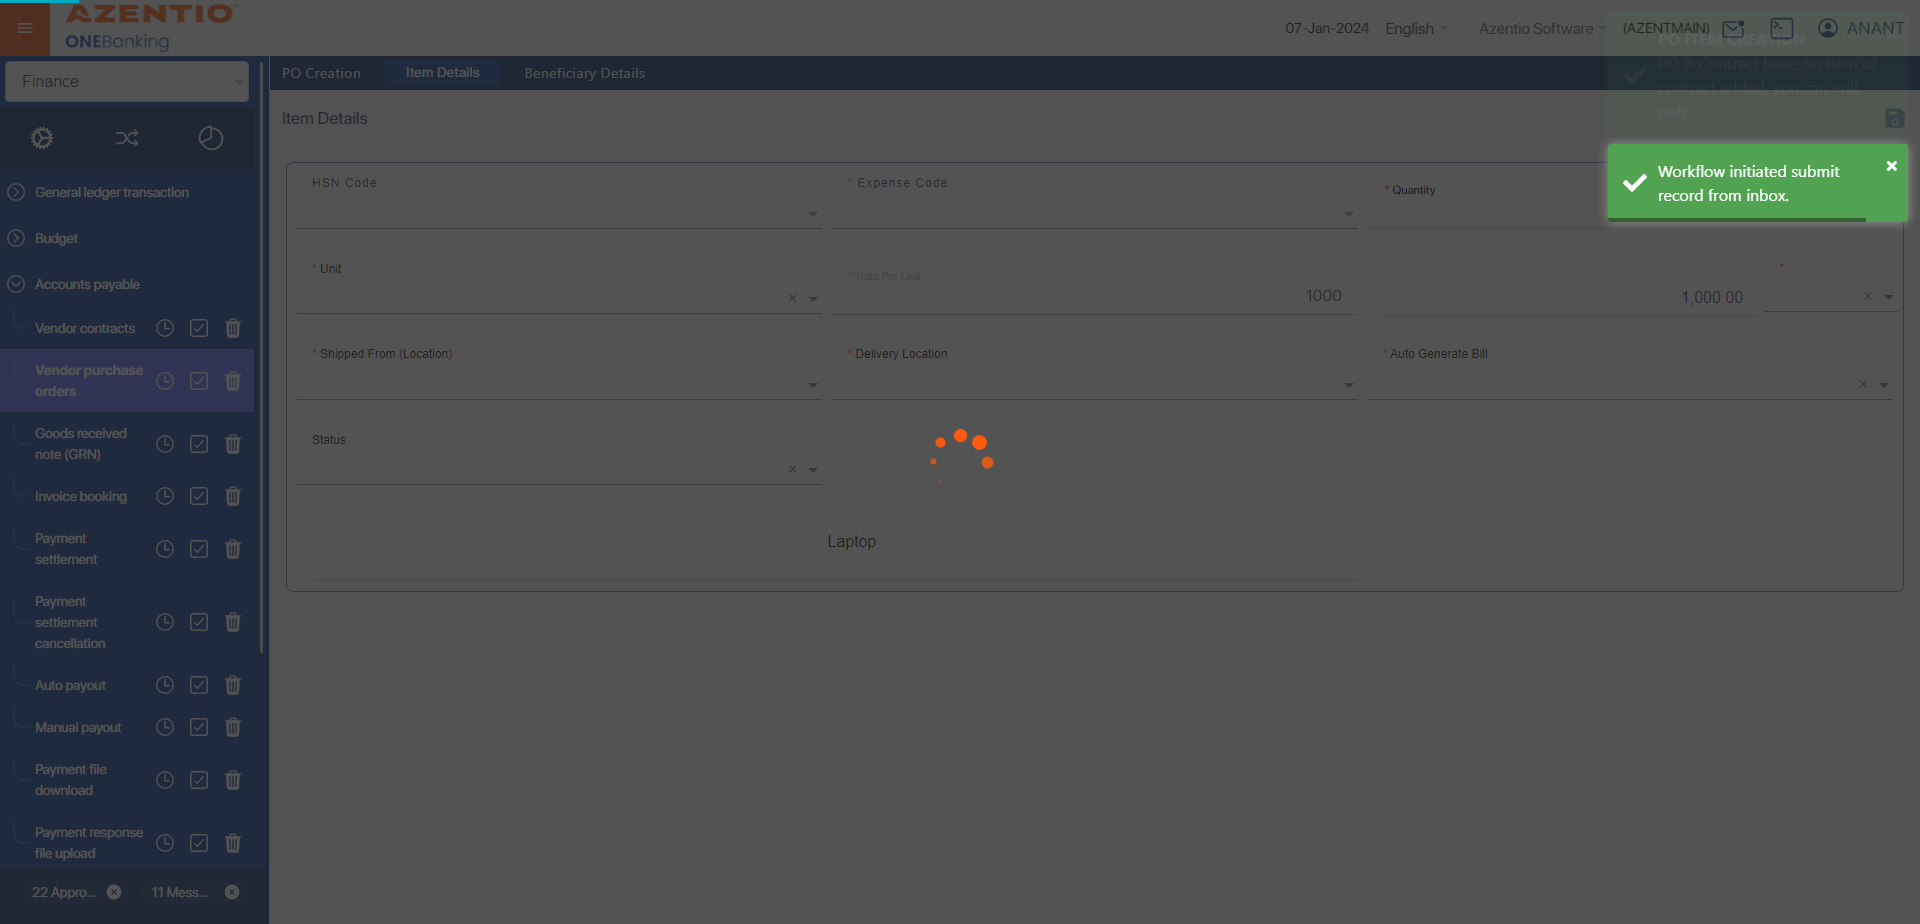 AZENTIO
ONEBanking
07-Jan-2024
English
Azentio Software
(AZENTMAIN)
ANANT
Finance
General ledger transaction
Budget
Accounts payable
Vendor contracts
Vendor purchase
orders
Goods received
note (GRN)
Invoice booking
Payment
settlement
Payment
settlement
cancellation
Auto payout
Manual payout
Payment file
download
Payment response
file upload
22 Appro...
11 Mess...
PO Creation
Item Details
Beneficiary Details
Item Details
PO ITEM CREATION
PO is Contract base, So Item of
contract added, you can edit
only
Workflow initiated submit
record from inbox.
HSN Code
* Expense Code
* Quantity
* Unit
* Rate Per Unit
1000
1,000.00
*
* Shipped From (Location)
* Delivery Location
* Auto Generate Bill
Status
Laptop